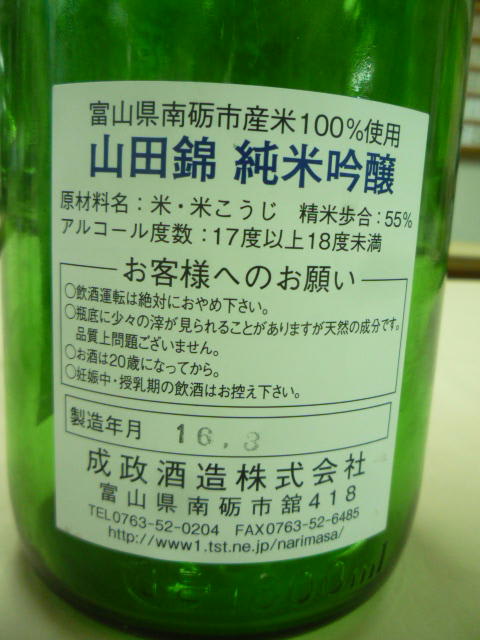 富山県南砺市産米100%使用
山田錦 純米吟醸
原材料名：米・米こうじ　精米歩合：55%
アルコール度数：17度以上18度未満
お客様へのお願い
○飲酒運転は絶対におやめ下さい。
○瓶底に少々の滓が見られることがありますが天然の成分です。
品質上問題ございません。
○お酒は20歳になってから。
○妊娠中・授乳期の飲酒はお控え下さい。
製造年月　16.3
成政酒造株式会社
富山県南砺市舘418
TEL0763-52-0204　FAX0763-52-6485
http://www1.tst.ne.jp/narimasa/